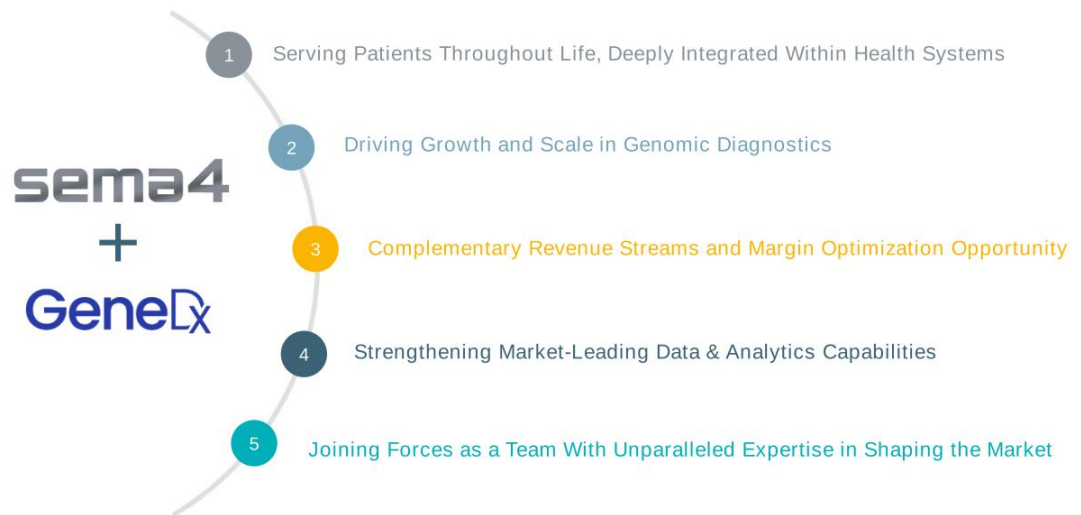 1 Serving Patients Throughout Life, Deeply Integrated Within Health Systems
2 Driving Growth and Scale in Genomic Diagnostics
sema4
+
GeneDx
3 Complementary Revenue Streams and Margin Optimization Opportunity
4 Strengthening Market-Leading Data & Analytics Capabilities
5 Joining Forces as a Team With Unparalleled Expertise in Shaping the Market